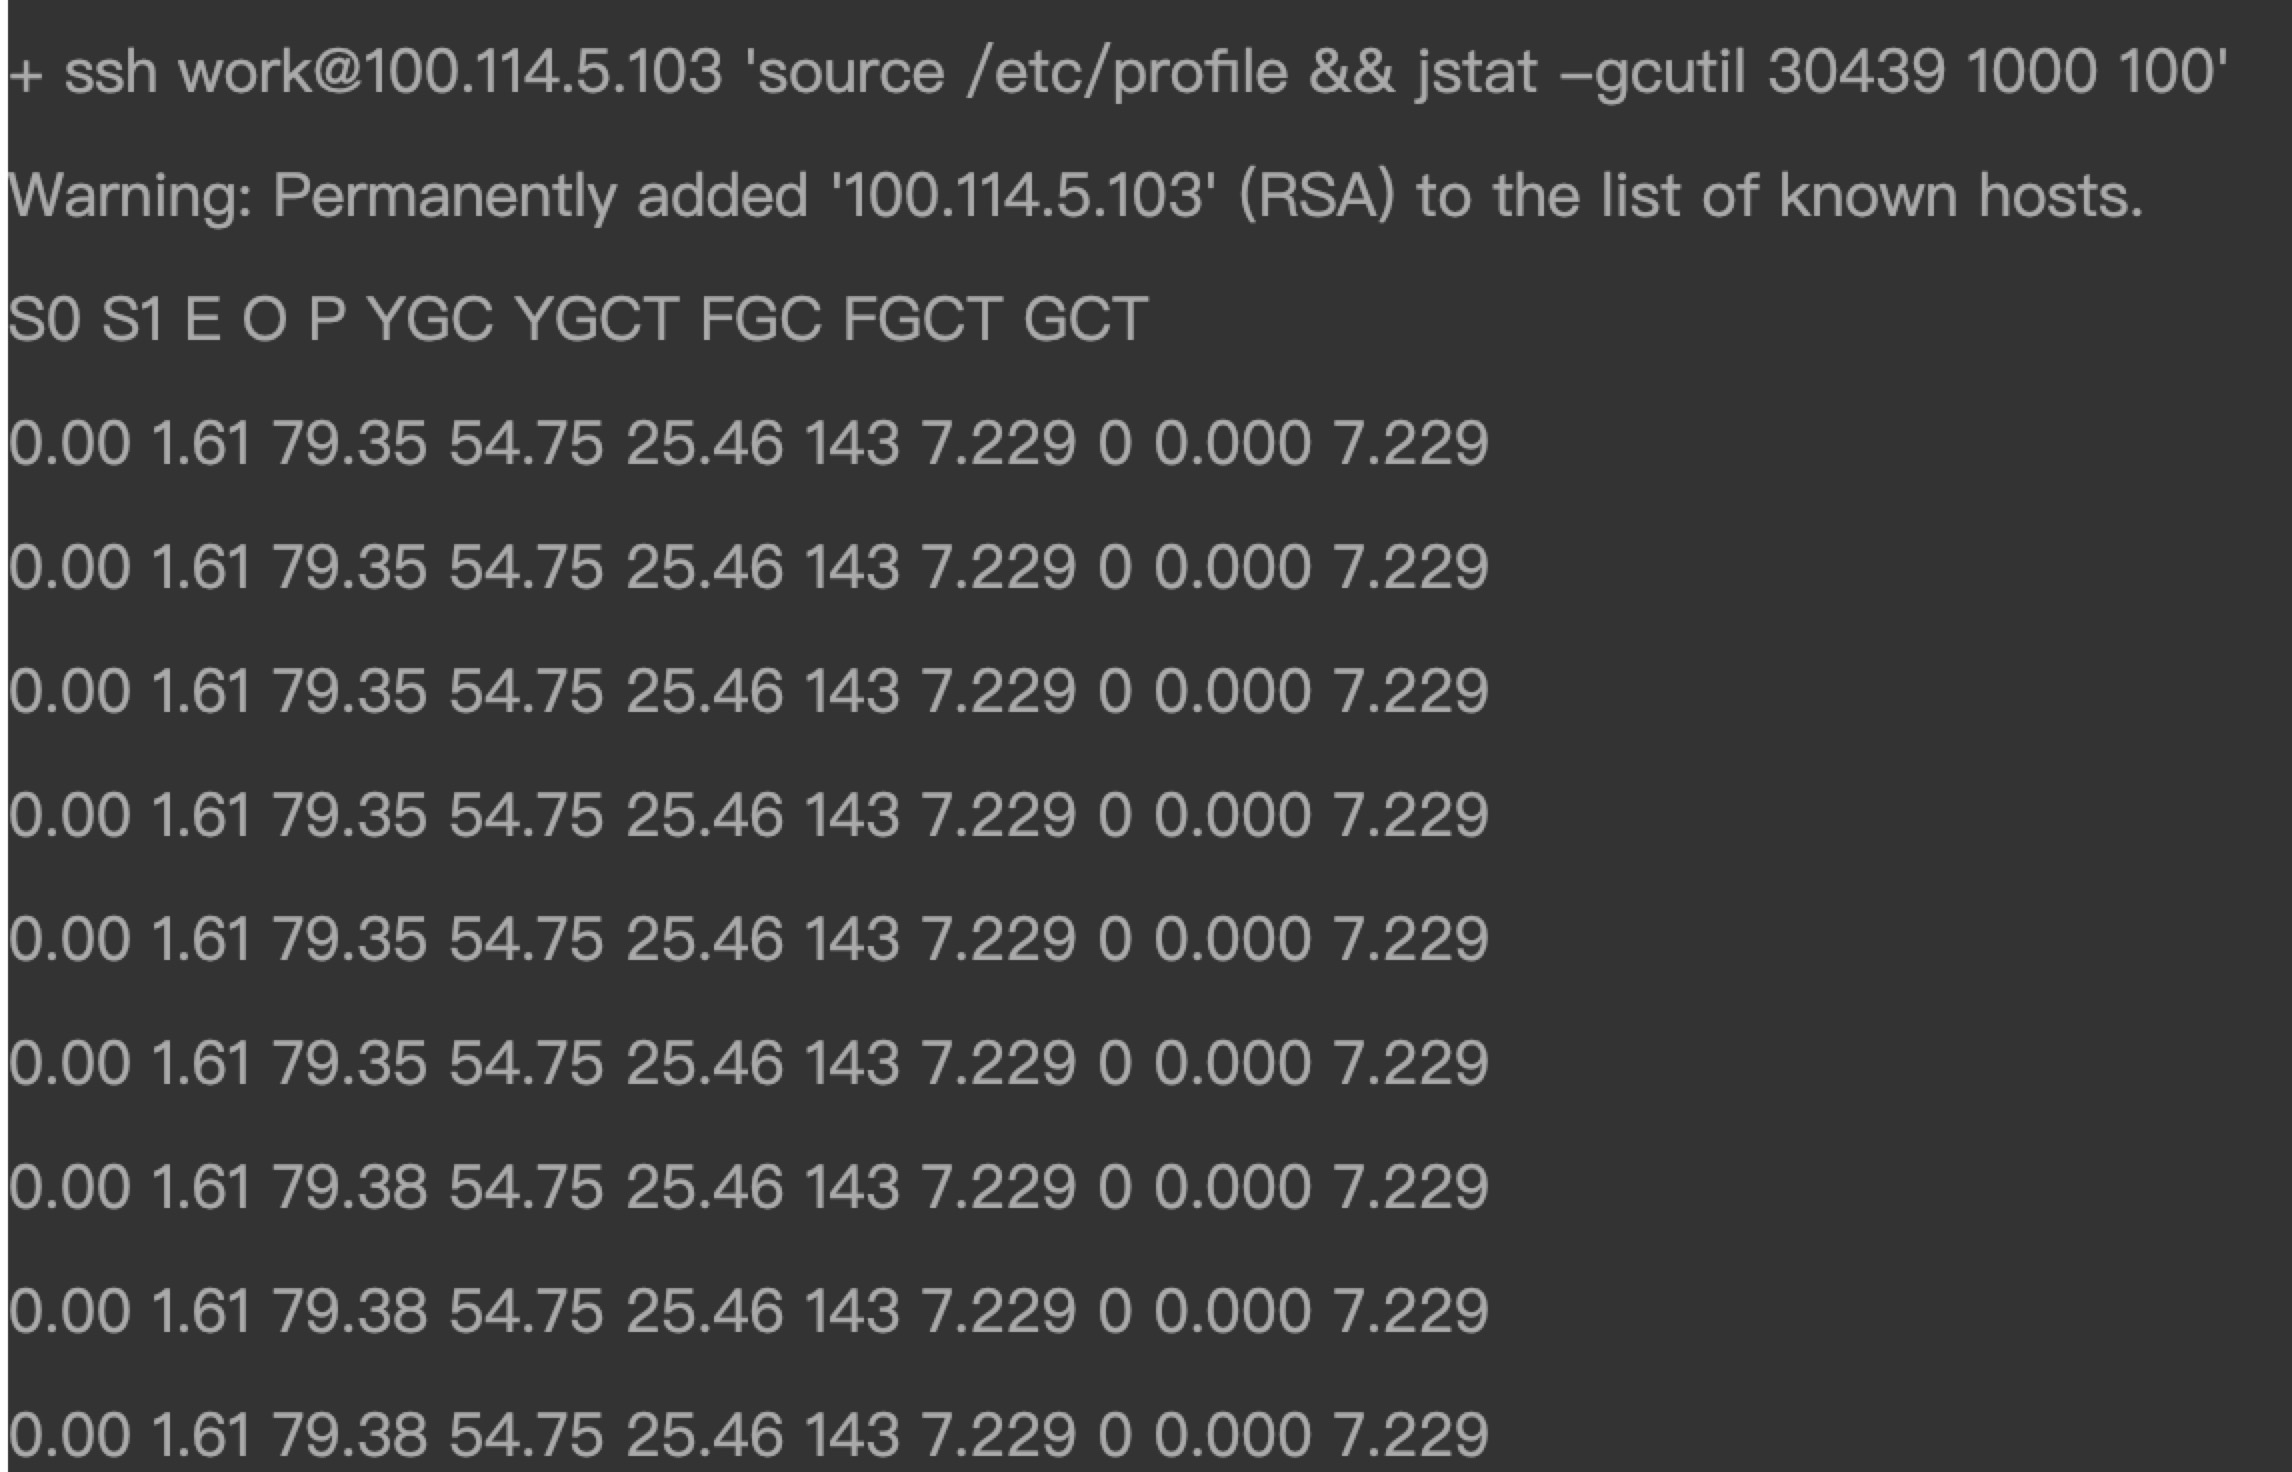 + ssh work@100.114.5.103 'source /etc/profile && jstat –gcutil 30439 1000 100'
Warning: Permanently added '100.114.5.103' (RSA) to the list of known hosts.
S0 S1 E O P YGC YGCT FGC FGCT GCT
0.00 1.61 79.35 54.75 25.46 143 7.229 0 0.000 7.229
0.00 1.61 79.35 54.75 25.46 143 7.229 0 0.000 7.229
0.00 1.61 79.35 54.75 25.46 143 7.229 0 0.000 7.229
0.00 1.61 79.35 54.75 25.46 143 7.229 0 0.000 7.229
0.00 1.61 79.35 54.75 25.46 143 7.229 0 0.000 7.229
0.00 1.61 79.35 54.75 25.46 143 7.229 0 0.000 7.229
0.00 1.61 79.38 54.75 25.46 143 7.229 0 0.000 7.229
0.00 1.61 79.38 54.75 25.46 143 7.229 0 0.000 7.229
0.00 1.61 79.38 54.75 25.46 143 7.229 0 0.000 7.229